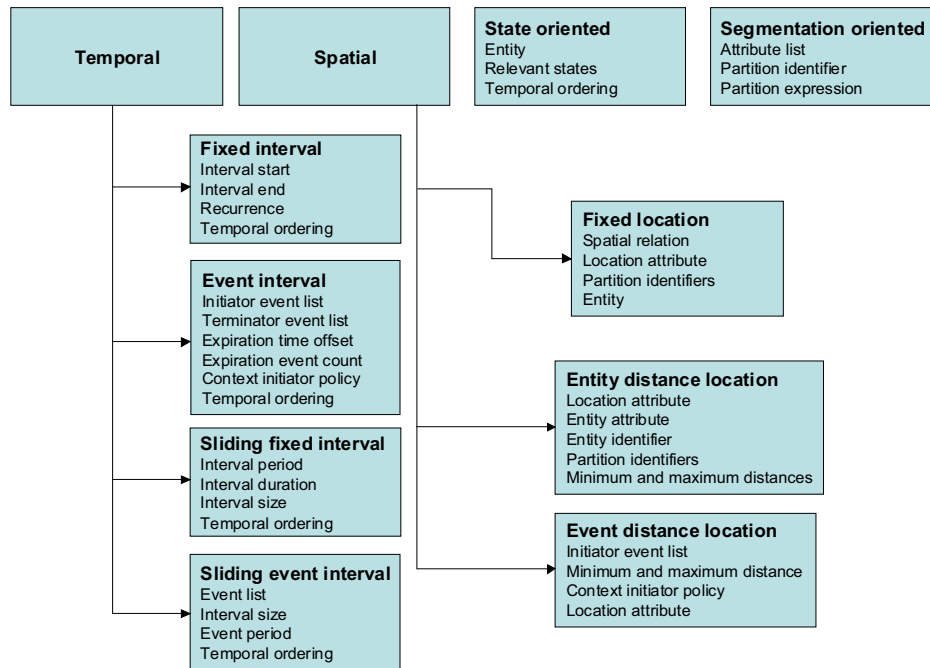 Temporal
Spatial
State oriented
Entity
Relevant states
Temporal ordering
Segmentation oriented
Attribute list
Partition identifier
Partition expression
Fixed interval
Interval start
Interval end
Recurrence
Temporal ordering
Event interval
Initiator event list
Terminator event list
Expiration time offset
Expiration event count
Context initiator policy
Temporal ordering
Sliding fixed interval
Interval period
Interval duration
Interval size
Temporal ordering
Sliding event interval
Event list
Interval size
Event period
Temporal ordering
Fixed location
Spatial relation
Location attribute
Partition identifiers
Entity
Entity distance location
Location attribute
Entity attribute
Entity identifier
Partition identifiers
Minimum and maximum distances
Event distance location
Initiator event list
Minimum and maximum distance
Context initiator policy
Location attribute